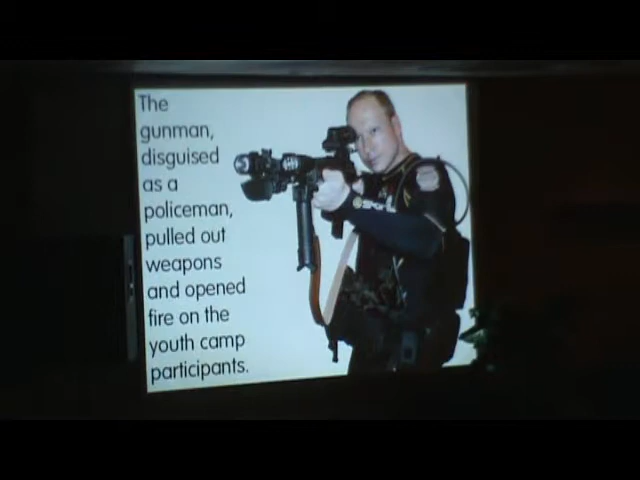 The
gunman,
disguised
as a
policeman,
pulled out
weapons
and opened
fire on the
youth camp
participants.